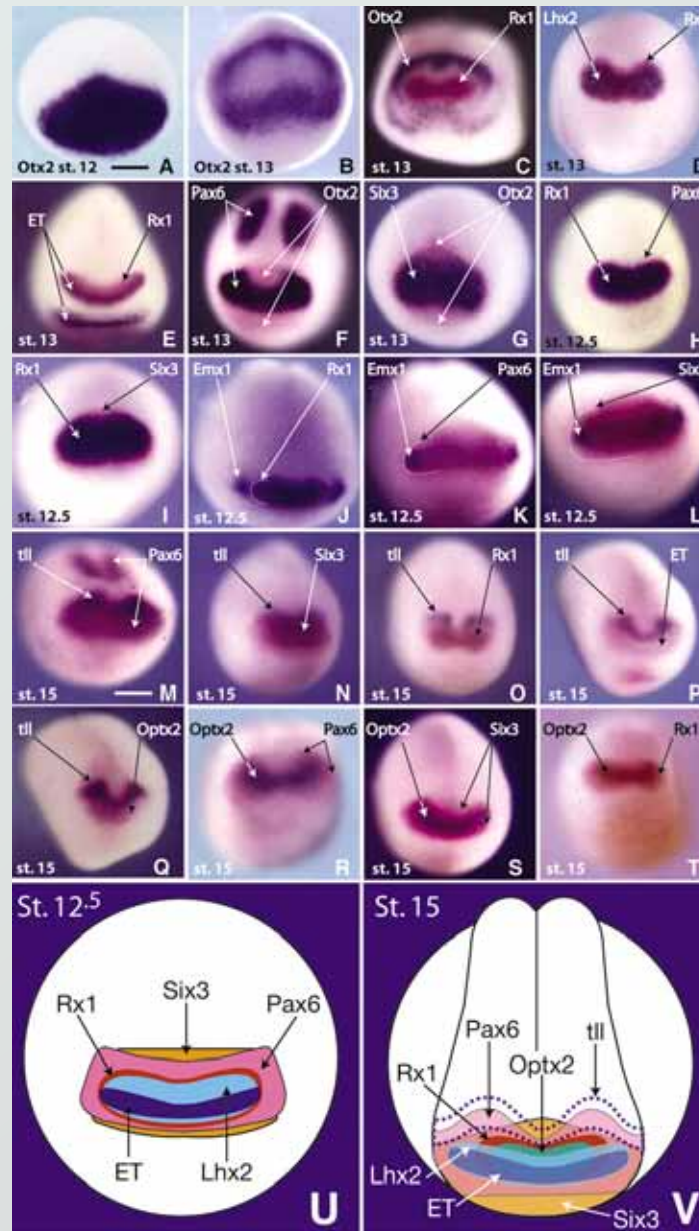 Otx2 st. 12
A
Otx2 st. 13
B
Otx2 Rx1
st. 13
C
Lhx2
st. 13
ET Rx1
st. 13
E
Pax6 Otx2
st. 13
F
Six3 Otx2
st. 13
G
Rx1
st. 12.5
H
Rx1 Six3
st. 12.5
I
Emx1 Rx1
st. 12.5
J
Emx1 Pax6
st. 12.5
K
Emx1
st. 12.5
L
tll Pax6
st. 15
M
tll Six3
st. 15
N
tll Rx1
st. 15
O
tll ET
st. 15
P
tll Optx2
st. 15
Q
Optx2 Pax6
st. 15
R
Optx2 Six3
st. 15
S
Optx2 Rx1
st. 15
T
St. 12.5
Six3
Rx1 Pax6
ET Lhx2
U
St. 15
Pax6 tll
Optx2
Rx1
Lhx2
ET
Six3
V